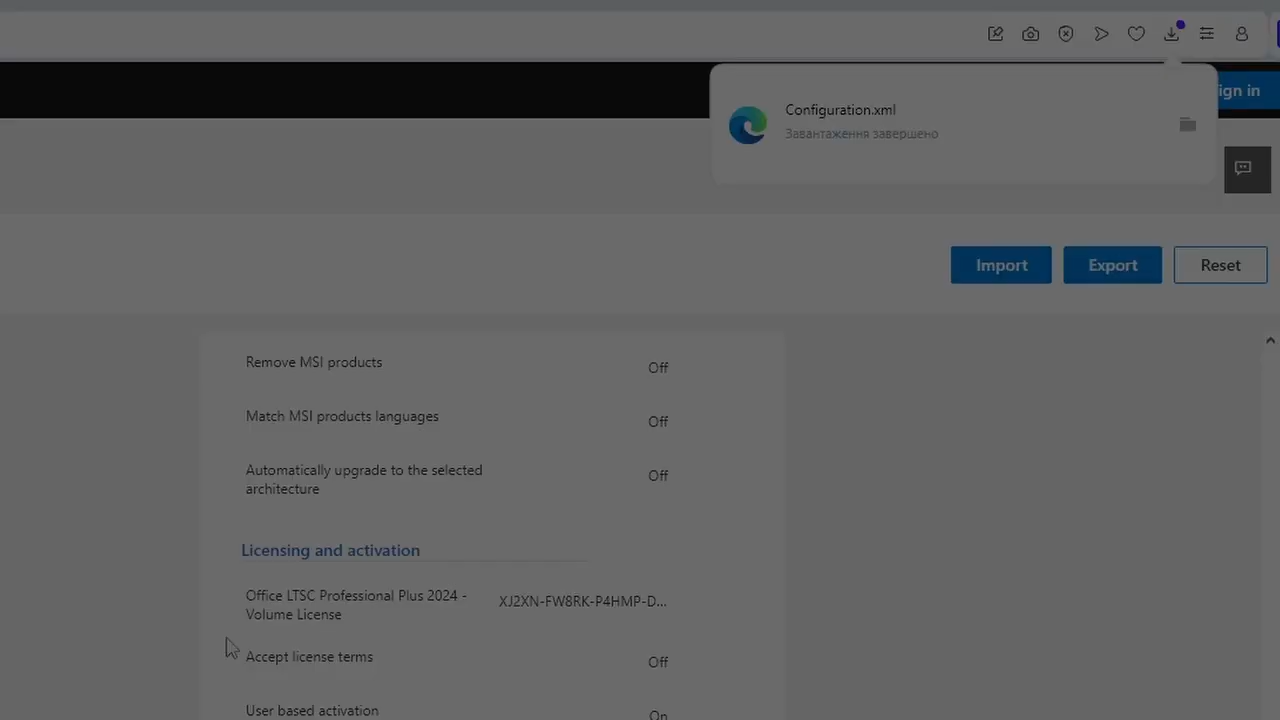 ign in
Configuration.xml
Завантаження завершено
Import
Export
Reset
Remove MSI products
Off
Match MSI products languages
Off
Automatically upgrade to the selected
architecture
Off
Licensing and activation
Office LTSC Professional Plus 2024 -
Volume License
XJ2XN-FW8RK-P4HMP-D...
Accept license terms
Off
User based activation
On